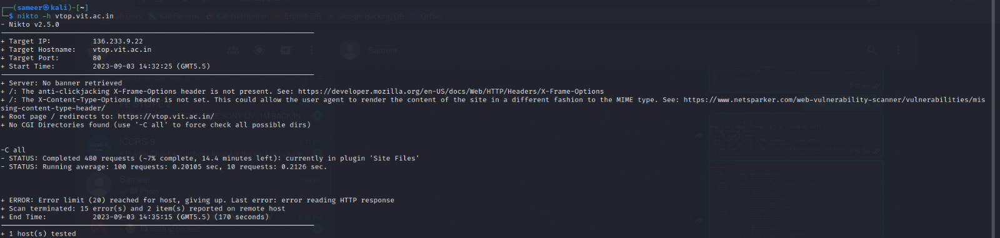 ┌──(sameer㉿kali)-[~]
└─$ nikto -h vtop.vit.ac.in
- Nikto v2.5.0
---------------------------------------------------------------------------
+ Target IP:          136.233.9.22
+ Target Hostname:    vtop.vit.ac.in
+ Target Port:        80
+ Start Time:         2023-09-03 14:32:25 (GMT5.5)
---------------------------------------------------------------------------
+ Server: No banner retrieved
+ /: The anti-clickjacking X-Frame-Options header is not present. See: https://developer.mozilla.org/en-US/docs/Web/HTTP/Headers/X-Frame-Options
+ /: The X-Content-Type-Options header is not set. This could allow the user agent to render the content of the site in a different fashion to the MIME type. See: https://www.netsparker.com/web-vulnerability-scanner/vulnerabilities/mis
sing-content-type-header/
+ Root page / redirects to: https://vtop.vit.ac.in/
+ No CGI Directories found (use '-C all' to force check all possible dirs)
-C all
- STATUS: Completed 480 requests (~7% complete, 14.4 minutes left): currently in plugin 'Site Files'
- STATUS: Running average: 100 requests: 0.20105 sec, 10 requests: 0.2126 sec.
Sameer
Sameer
ICCRS 9
+ ERROR: Error limit (20) reached for host, giving up. Last error: error reading HTTP response
+ Scan terminated: 15 error(s) and 2 item(s) reported on remote host
+ End Time:           2023-09-03 14:35:15 (GMT5.5) (170 seconds)
---------------------------------------------------------------------------
+ 1 host(s) tested